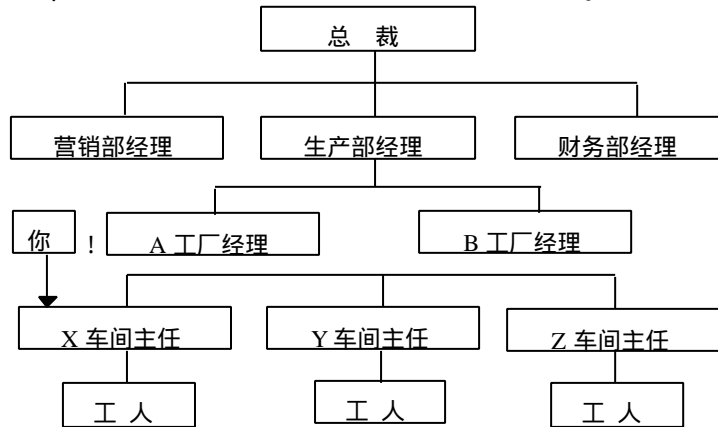 总 裁
营销部经理 生产部经理 财务部经理
你 ! A 工厂经理 B 工厂经理
X 车间主任 Y 车间主任 Z 车间主任
工 人 工 人 工 人